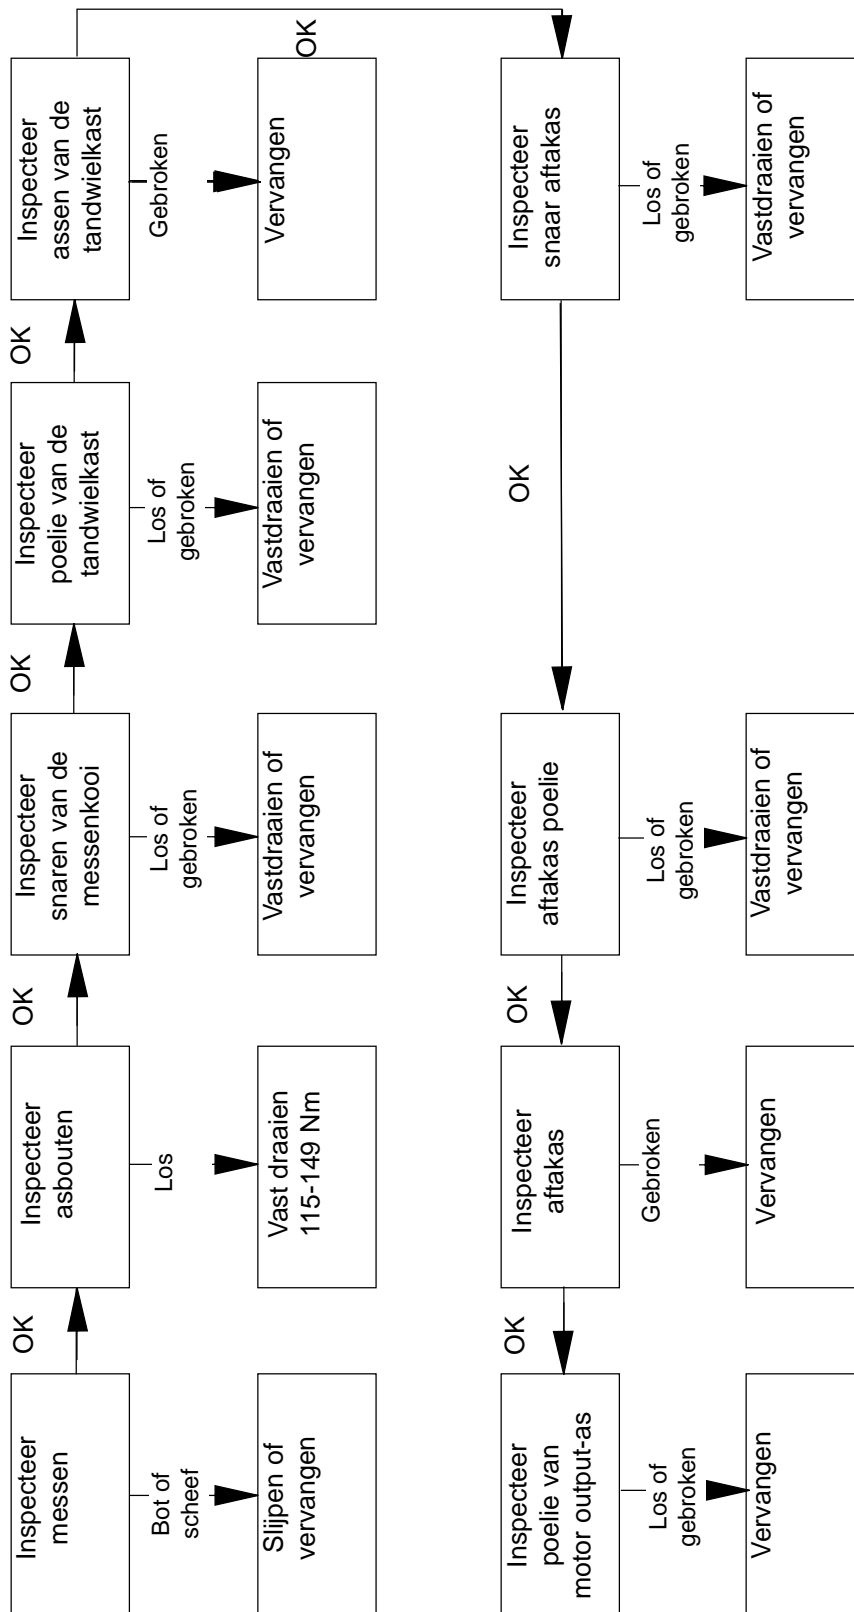 Inspecteer
messen
OK
Bot of
scheef
Slijpen of
vervangen
Inspecteer
asbouten
OK
Los
Vast draaien
115-149 Nm
Inspecteer
snaren van de
messenkooi
OK
Los of
gebroken
Vastdraaien of
vervangen
Inspecteer
poelie van de
tandwielkast
OK
Los of
gebroken
Vastdraaien of
vervangen
Inspecteer
assen van de
tandwielkast
OK
Gebroken
Vervangen
Inspecteer
snaar aftakas
OK
Los of
gebroken
Vastdraaien of
vervangen
Inspecteer
aftakas poelie
OK
Los of
gebroken
Vastdraaien of
vervangen
Inspecteer
aftakas
OK
Gebroken
Vervangen
Inspecteer
poelie van
motor output-as
Los of
gebroken
Vervangen